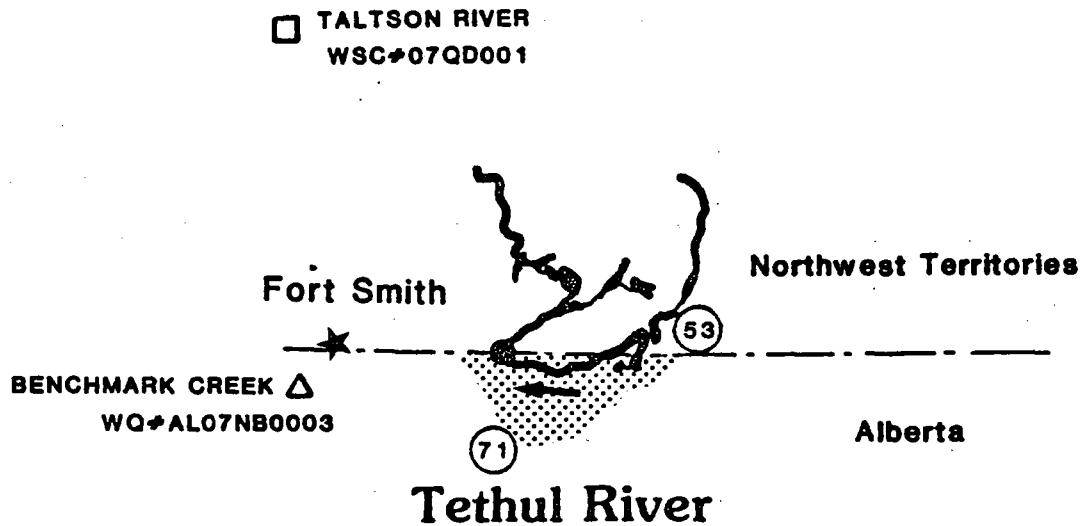 TALTSON RIVER
WSC#07QD001
Northwest Territories
Fort Smith
53
BENCHMARK CREEK
WQ#AL07NB0003
Alberta
71
Tethul River